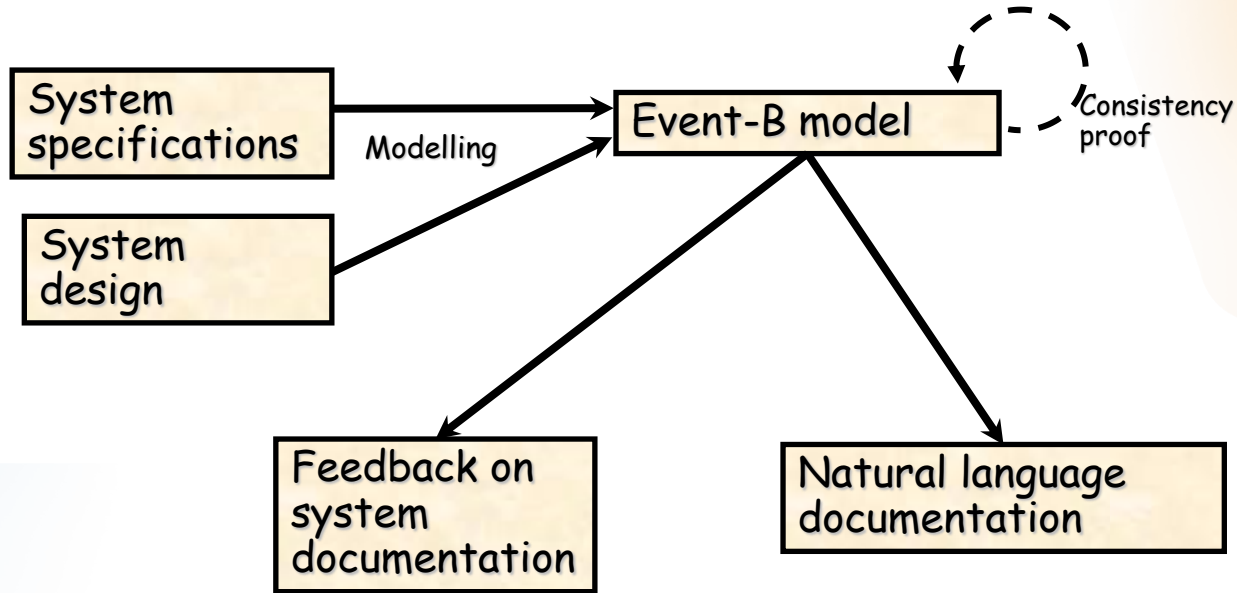 System
specifications
Modelling
Event-B model
Consistency
proof
System
design
Feedback on
system
documentation
Natural language
documentation